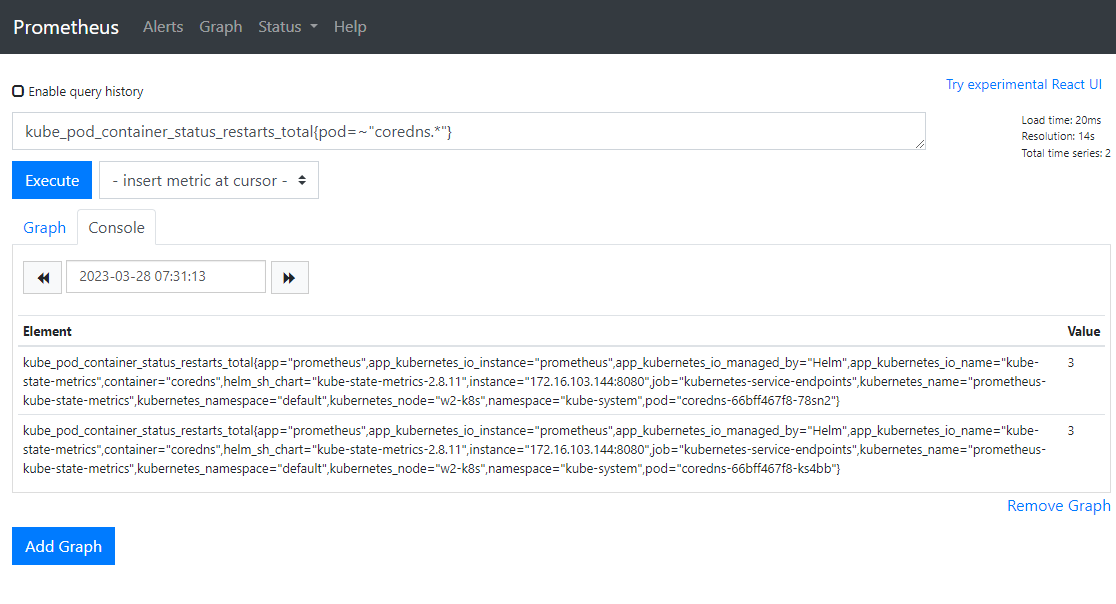 Prometheus Alerts Graph Status Help
Try experimental React UI
Enable query history
kube_pod_container_status_restarts_total{pod=~"coredns.*"}
Load time: 20ms
Resolution: 14s
Total time series: 2
Execute - insert metric at cursor -
Graph Console
2023-03-28 07:31:13
Element Value
kube_pod_container_status_restarts_total{app="prometheus",app_kubernetes_io_instance="prometheus",app_kubernetes_io_managed_by="Helm",app_kubernetes_io_name="kube- 3
state-metrics",container="coredns",helm_sh_chart="kube-state-metrics-2.8.11",instance="172.16.103.144:8080",job="kubernetes-service-endpoints",kubernetes_name="prometheus-
kube-state-metrics",kubernetes_namespace="default",kubernetes_node="w2-k8s",namespace="kube-system",pod="coredns-66bff467f8-78sn2"}
kube_pod_container_status_restarts_total{app="prometheus",app_kubernetes_io_instance="prometheus",app_kubernetes_io_managed_by="Helm",app_kubernetes_io_name="kube- 3
state-metrics",container="coredns",helm_sh_chart="kube-state-metrics-2.8.11",instance="172.16.103.144:8080",job="kubernetes-service-endpoints",kubernetes_name="prometheus-
kube-state-metrics",kubernetes_namespace="default",kubernetes_node="w2-k8s",namespace="kube-system",pod="coredns-66bff467f8-ks4bb"}
Remove Graph
Add Graph